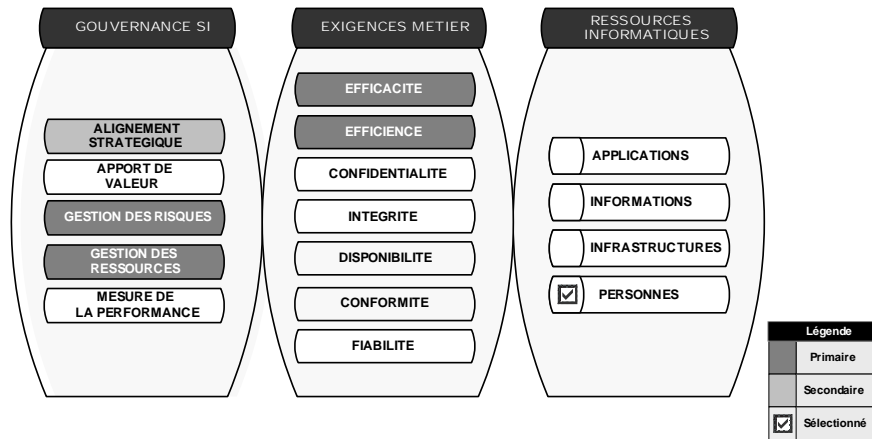 GOUVERNANCE SI
ALIGNEMENT
STRATEGIQUE
APPORT DE
VALEUR
GESTION DES RISQUES
GESTION DES
RESSOURCES
MESURE DE
LA PERFORMANCE
EXIGENCES METIER
EFFICACITE
EFFICIENCE
CONFIDENTIALITE
INTEGRITE
DISPONIBILITE
CONFORMITE
FIABILITE
RESSOURCES
INFORMATIQUES
APPLICATIONS
INFORMATIONS
INFRASTRUCTURES
PERSONNES
Légende
Primaire
Secondaire
Sélectionné